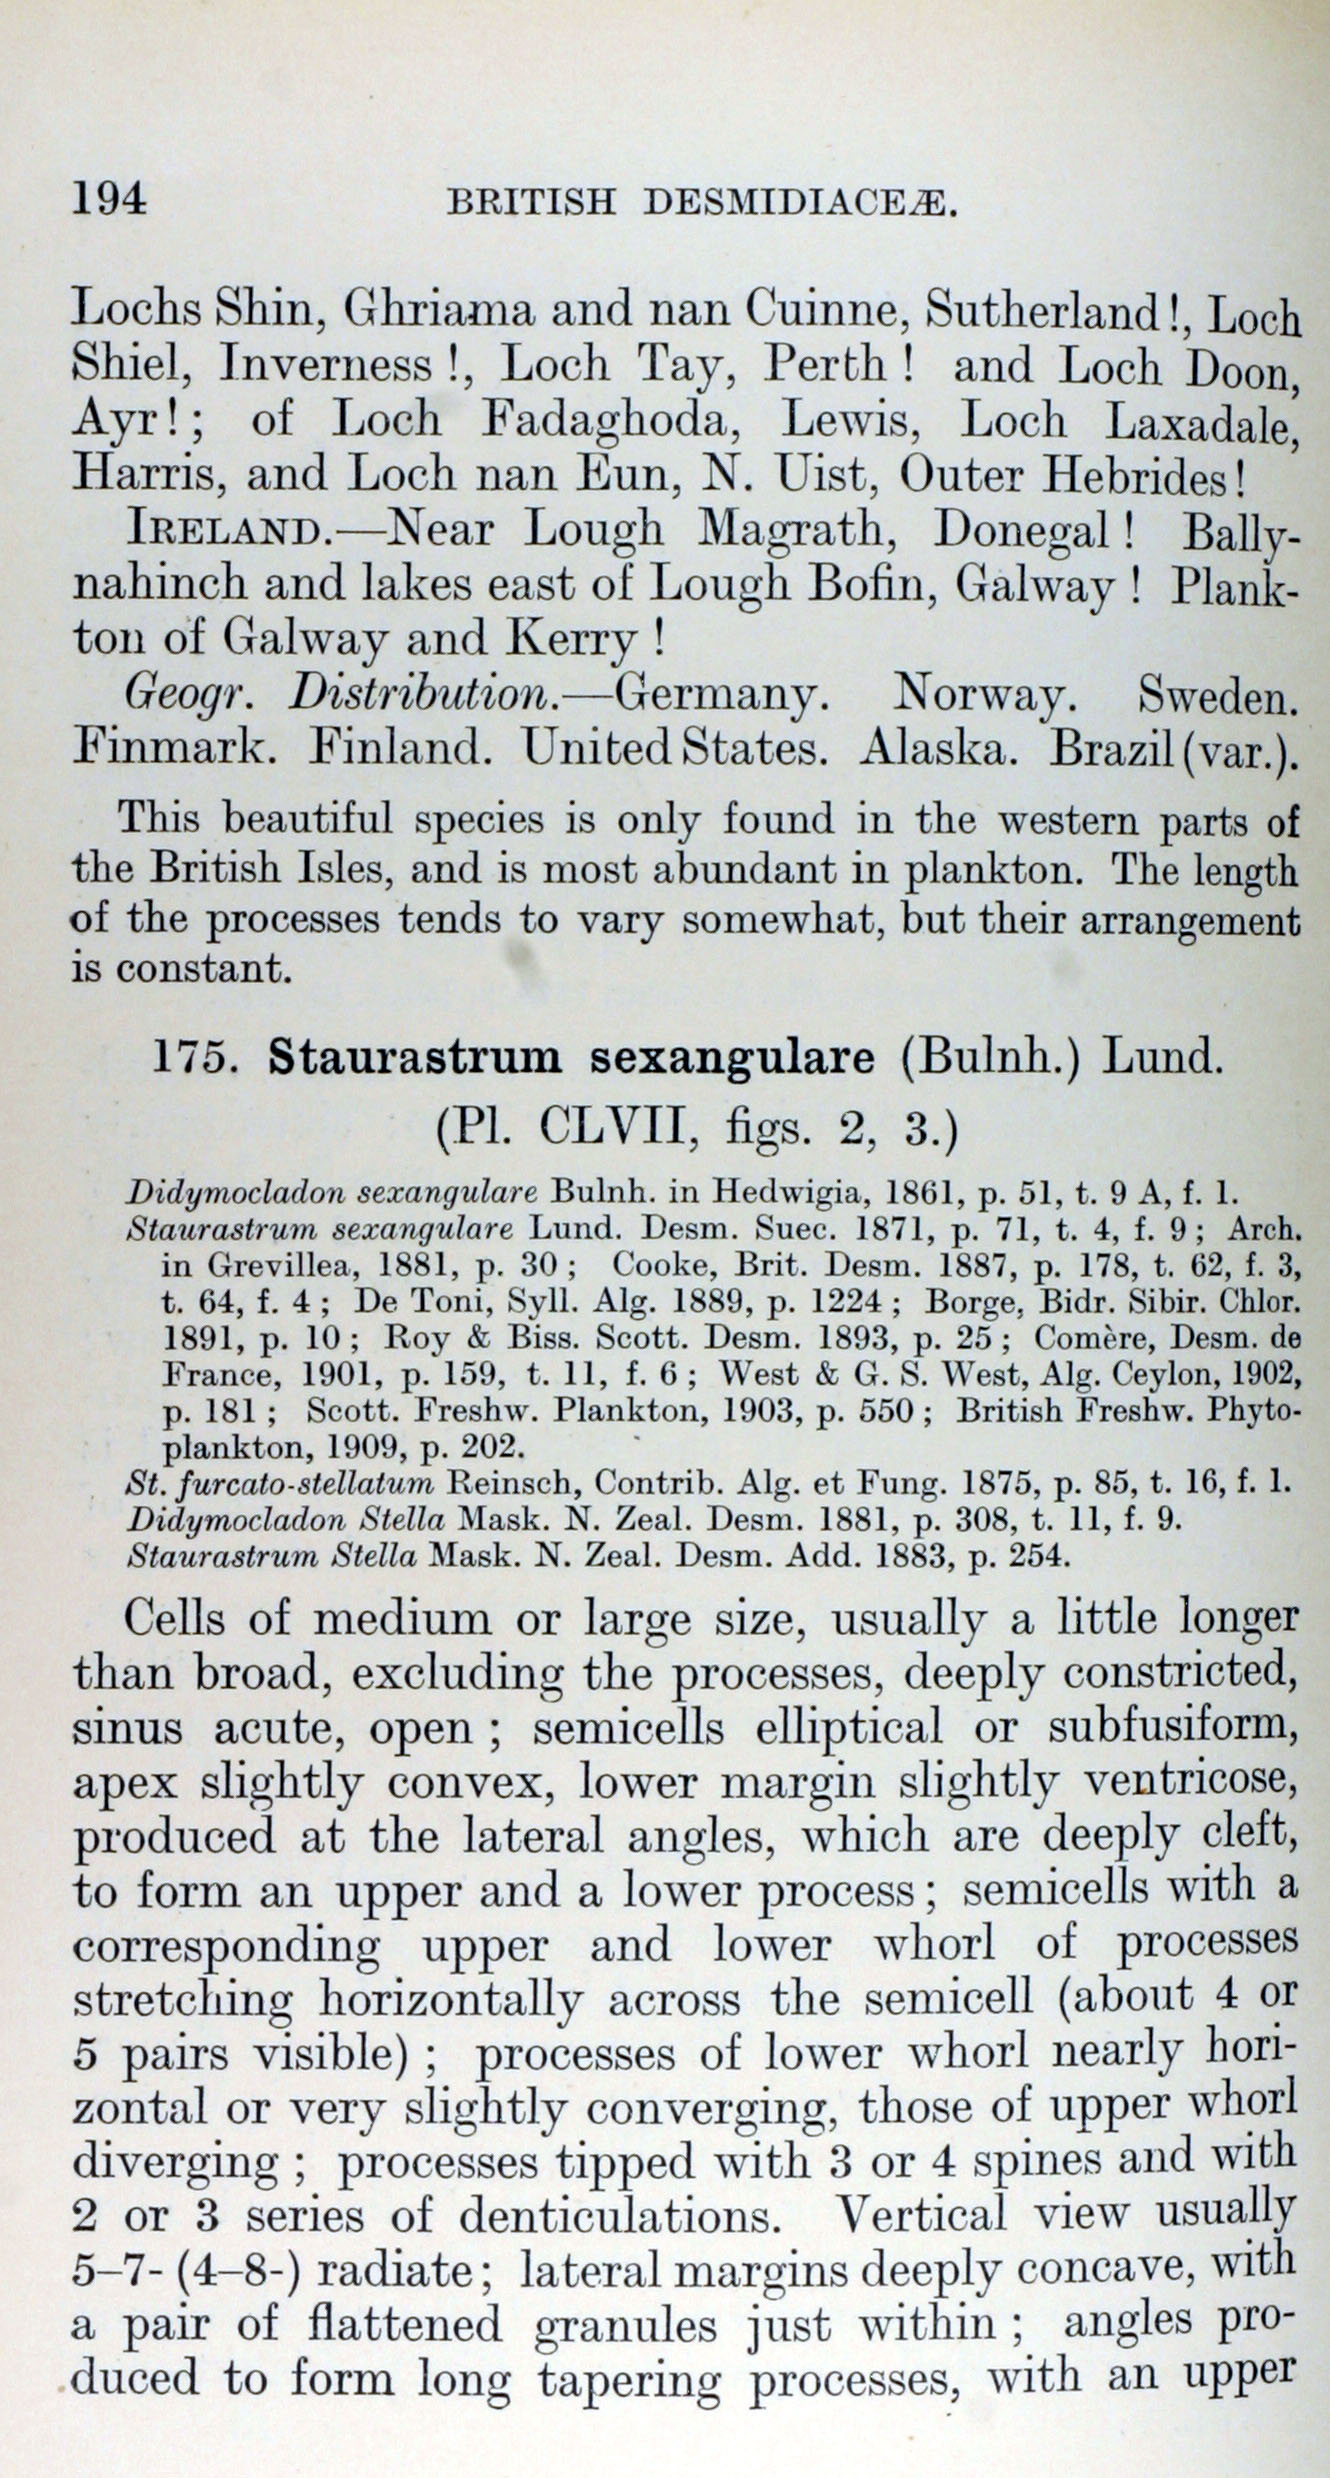 194 BRITISH DESMIDIACEÆ.
Lochs Shin, Ghriama and nan Cuinne, Sutherland!, Loch
Shiel, Inverness!, Loch Tay, Perth! and Loch Doon,
Ayr!; of Loch Fadaghoda, Lewis, Loch Laxadale,
Harris, and Loch nan Eun, N. Uist, Outer Hebrides!
IRELAND.—Near Lough Magrath, Donegal! Bally-
nahinch and lakes east of Lough Bofin, Galway! Plank-
ton of Galway and Kerry!
Geogr. Distribution.—Germany. Norway. Sweden.
Finmark. Finland. United States. Alaska. Brazil (var.).
This beautiful species is only found in the western parts of
the British Isles, and is most abundant in plankton. The length
of the processes tends to vary somewhat, but their arrangement
is constant.
175. Staurastrum sexangulare (Bulnh.) Lund.
(Pl. CLVII, figs. 2, 3.)
Didymocladon sexangulare Bulnh. in Hedwigia, 1861, p. 51, t. 9 A, f. 1.
Staurastrum sexangulare Lund. Desm. Suec. 1871, p. 71, t. 4, f. 9; Arch.
in Grevillea, 1881, p. 30; Cooke, Brit. Desm. 1887, p. 178, t. 62, f. 3,
t. 64, f. 4; De Toni, Syll. Alg. 1889, p. 1224; Borge, Bidr. Sibir. Chlor.
1891, p. 10; Roy & Biss. Scott. Desm. 1893, p. 25; Comère, Desm. de
France, 1901, p. 159, t. 11, f. 6; West & G. S. West, Alg. Ceylon, 1902,
p. 181; Scott. Freshw. Plankton, 1903, p. 550; British Freshw. Phyto-
plankton, 1909, p. 202.
St. furcato-stellatum Reinsch, Contrib. Alg. et Fung. 1875, p. 85, t. 16, f. 1.
Didymocladon Stella Mask. N. Zeal. Desm. 1881, p. 308, t. 11, f. 9.
Staurastrum Stella Mask. N. Zeal. Desm. Add. 1883, p. 254.
Cells of medium or large size, usually a little longer
than broad, excluding the processes, deeply constricted,
sinus acute, open; semicells elliptical or subfusiform,
apex slightly convex, lower margin slightly ventricose,
produced at the lateral angles, which are deeply cleft,
to form an upper and a lower process; semicells with a
corresponding upper and lower whorl of processes
stretching horizontally across the semicell (about 4 or
5 pairs visible); processes of lower whorl nearly hori-
zontal or very slightly converging, those of upper whorl
diverging; processes tipped with 3 or 4 spines and with
2 or 3 series of denticulations. Vertical view usually
5–7- (4–8-) radiate; lateral margins deeply concave, with
a pair of flattened granules just within; angles pro-
duced to form long tapering processes, with an upper